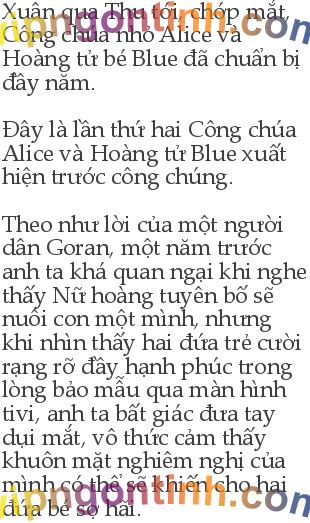 Xuân qua Thu tới, chớp mắt,
Công chúa nhỏ Alice và
Hoàng tử bé Blue đã chuẩn bị
đầy năm.
Đây là lần thứ hai Công chúa
Alice và Hoàng tử Blue xuất
hiện trước công chúng.
Theo như lời của một người
dân Goran, một năm trước
anh ta khá quan ngại khi nghe
thấy Nữ hoàng tuyên bố sẽ
nuôi con một mình, nhưng
khi nhìn thấy hai đứa trẻ cười
rạng rỡ đầy hạnh phúc trong
lòng bảo mẫu qua màn hình
tivi, anh ta bất giác đưa tay
dụi mắt, vô thức cảm thấy
khuôn mặt nghiêm nghị của
mình có thể sẽ khiến cho hai
đứa bé sợ hãi.